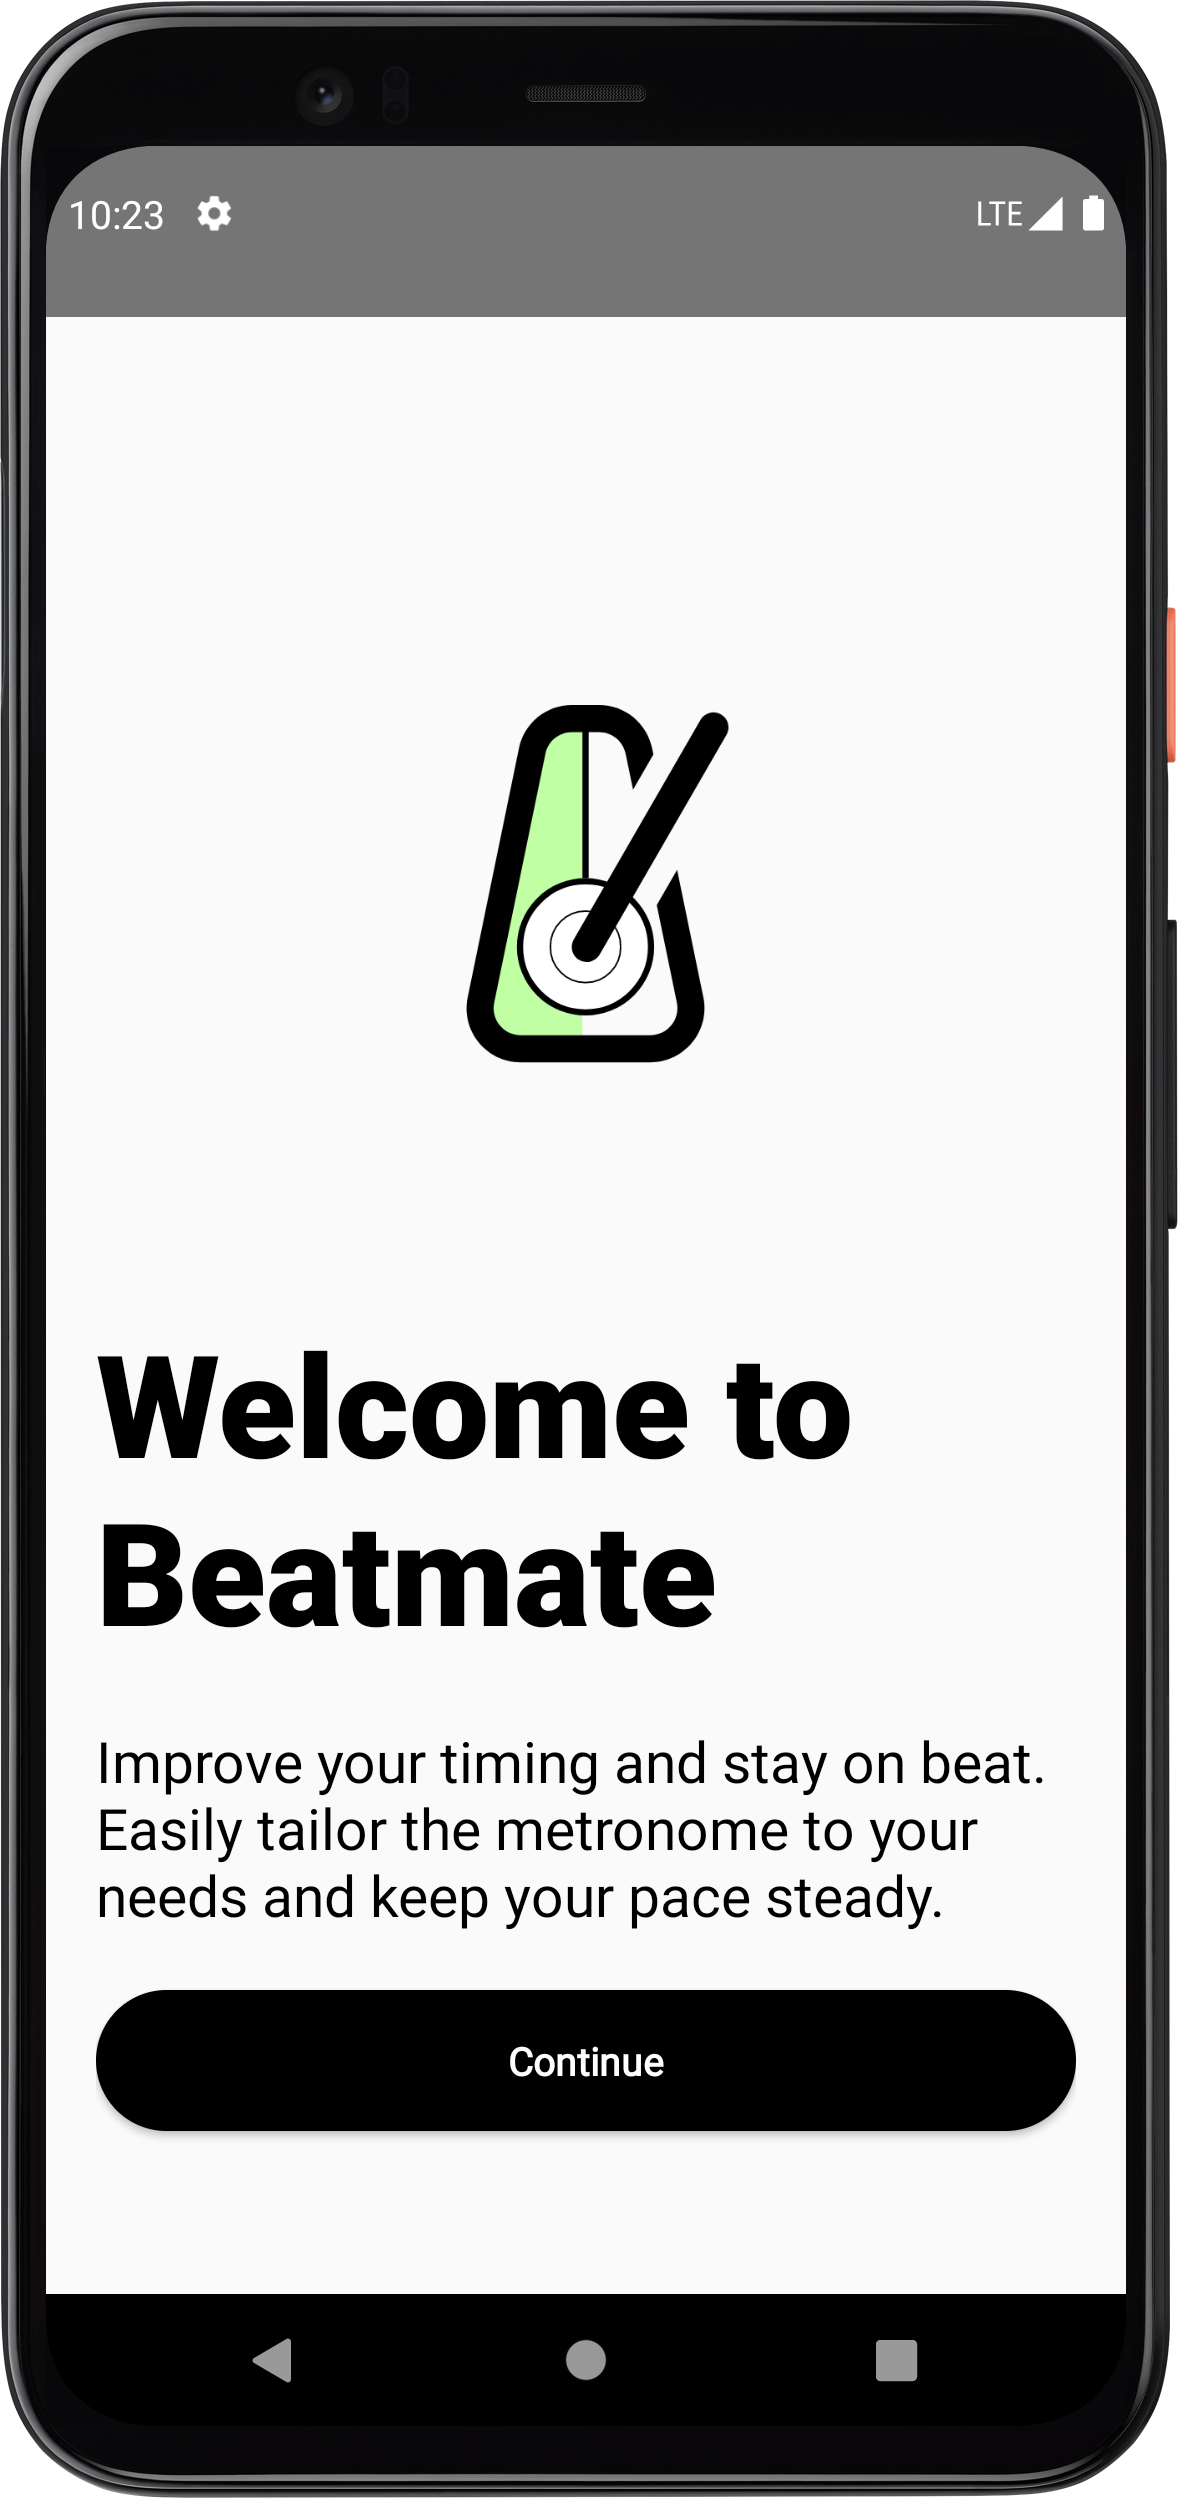 10:23
LTE
Welcome to
Beatmate
Improve your timing and stay on beat.
Easily tailor the metronome to your
needs and keep your pace steady.
Continue